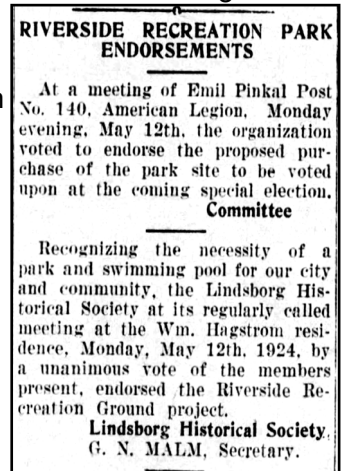 RIVERSIDE RECREATION PARK
ENDORSEMENTS
At a meeting of Emil Pinkal Post
No. 140, American Legion, Monday
evening, May 12th, the organization
voted to endorse the proposed pur-
chase of the park site to be voted
upon at the coming special election.
Committee
Recognizing the necessity of a
park and swimming pool for our city
and community, the Lindsborg His-
torical Society at its regularly called
meeting at the Wm. Hagstrom resi-
dence, Monday, May 12th, 1924, by
a unanimous vote of the members
present, endorsed the Riverside Re-
creation Ground project.
Lindsborg Historical Society,
G. N. MALM, Secretary.